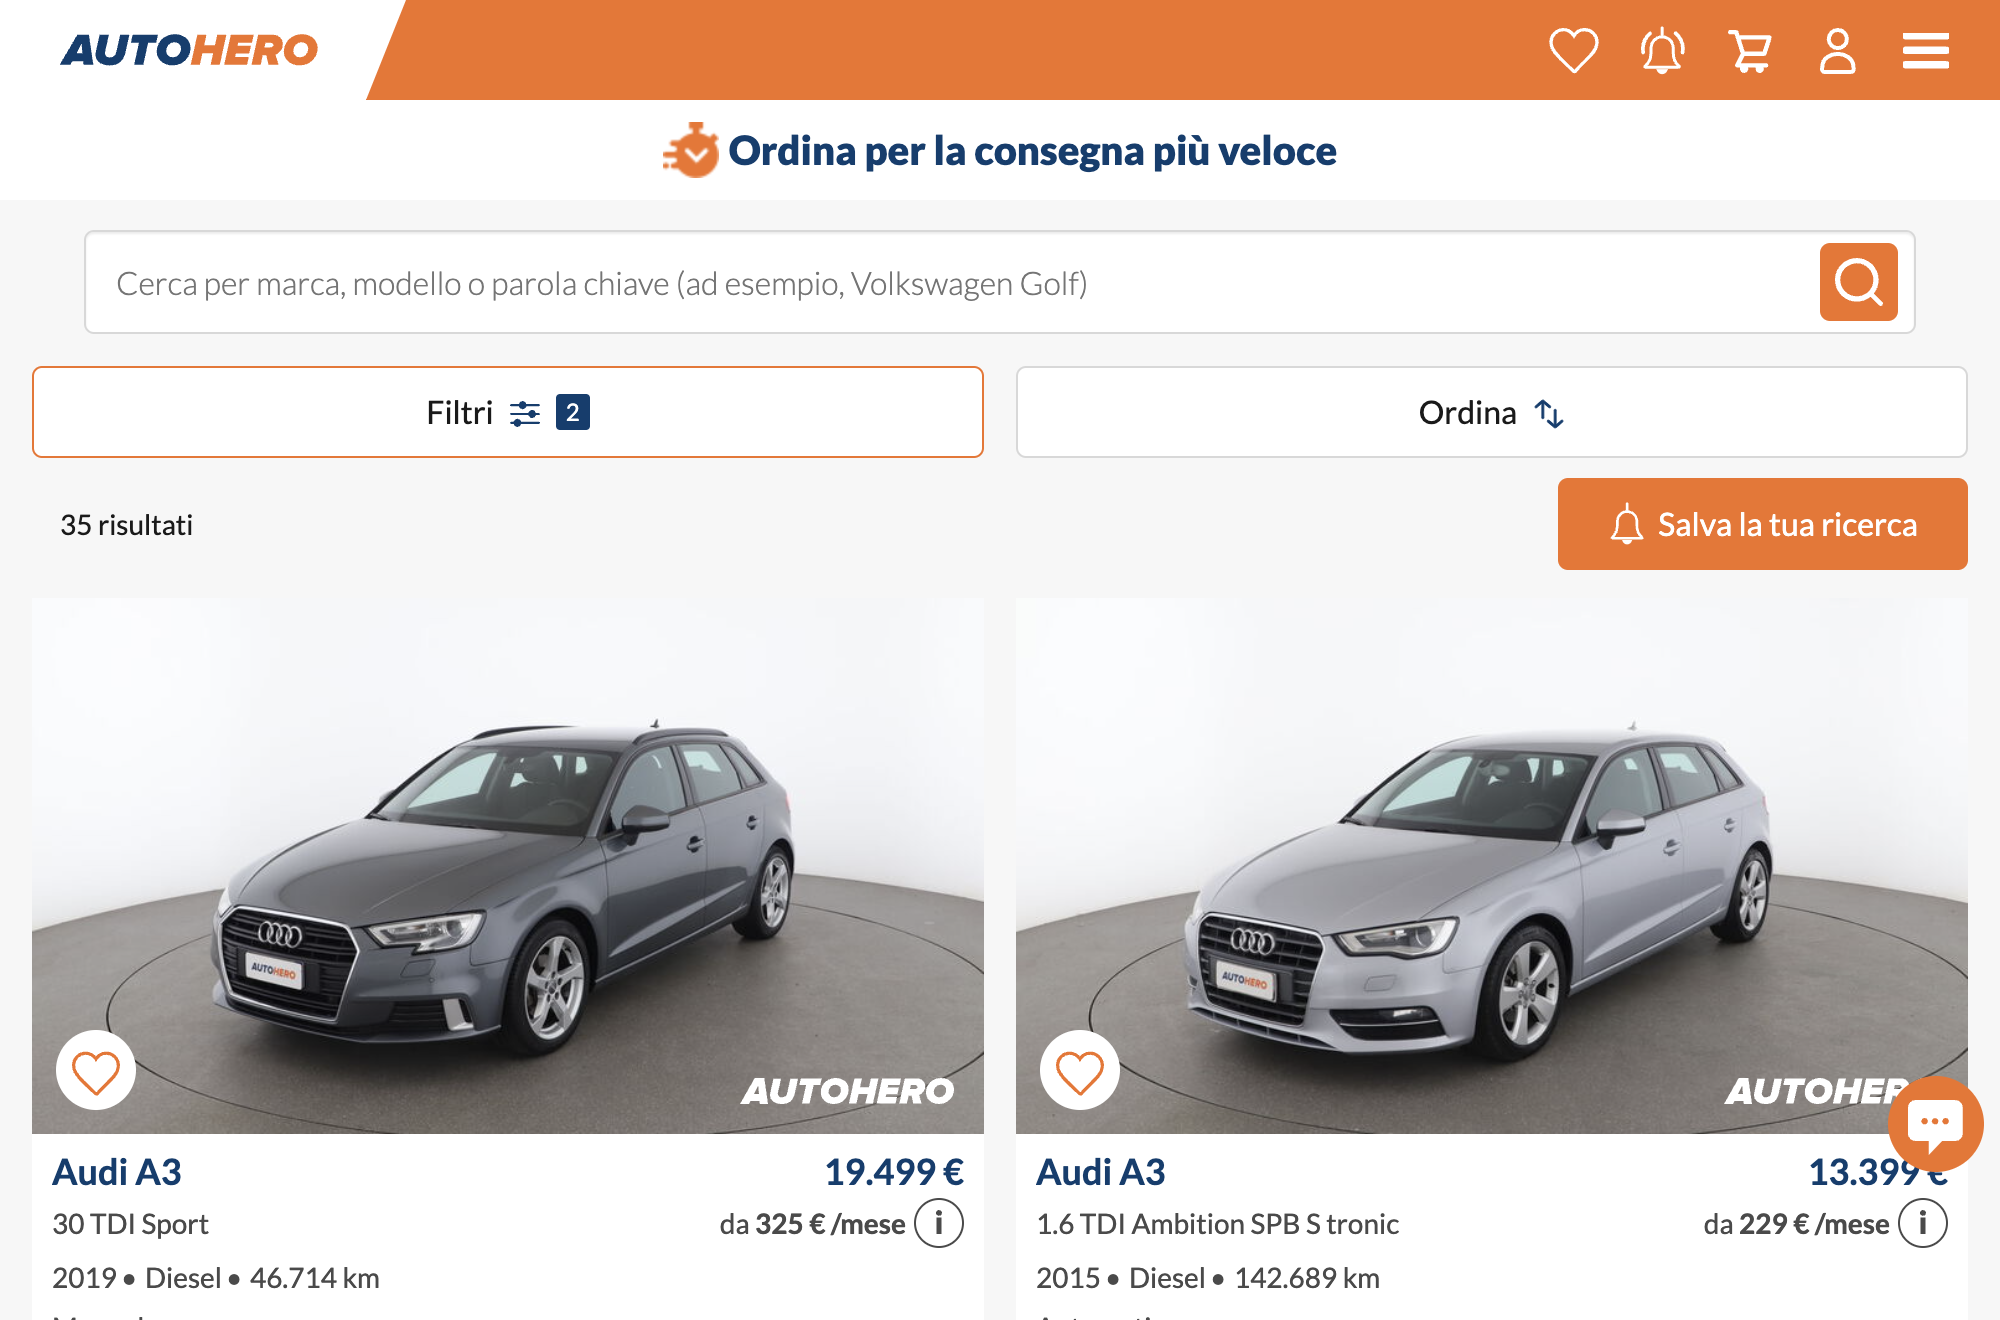 AUTOHERO
Ordina per la consegna più veloce
Cerca per marca, modello o parola chiave (ad esempio, Volkswagen Golf)
Filtri 2
Ordina
35 risultati
Salva la tua ricerca
AUTOHERO
AUTOHERO
AUTOHERO
AUTOHER
Audi A3
19.499 €
30 TDI Sport
da 325 € /mese i
2019 • Diesel • 46.714 km
Audi A3
13.399 €
1.6 TDI Ambition SPB S tronic
da 229 € /mese i
2015 • Diesel • 142.689 km